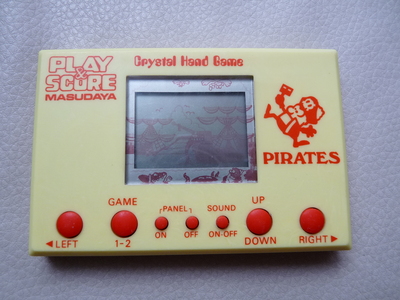 PLAY
&
SCORE
MASUDAYA
Crystal Hand Game
PIRATES
GAME
1-2
PANEL
ON
OFF
SOUND
ON-OFF
UP
DOWN
◄LEFT
RIGHT►